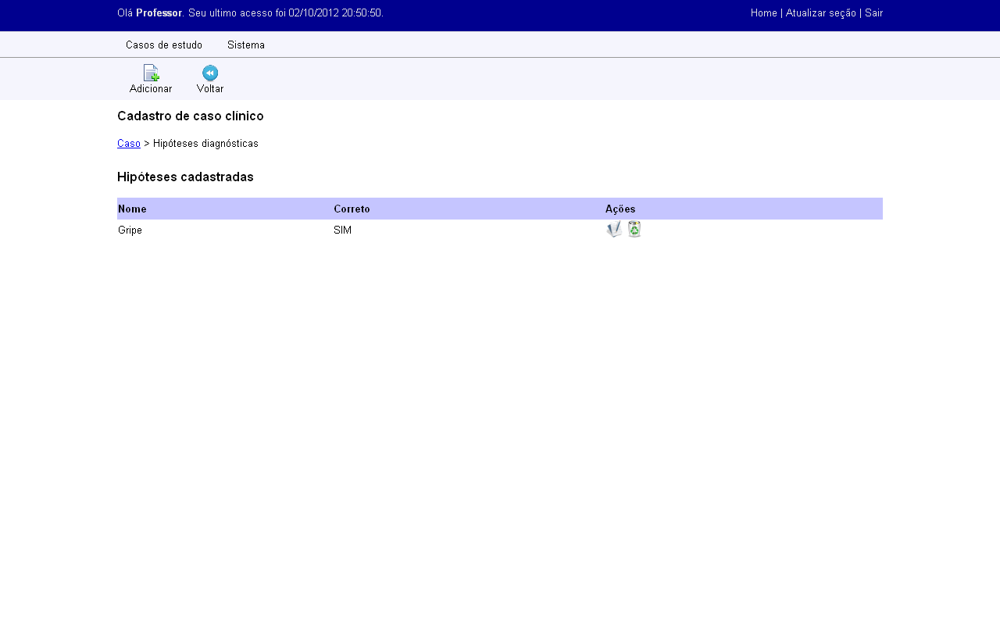 Olá Professor. Seu ultimo acesso foi 02/10/2012 20:50:50. Home | Atualizar seção | Sair
Casos de estudo Sistema
Adicionar Voltar
Cadastro de caso clínico
Caso > Hipóteses diagnósticas
Hipóteses cadastradas
Nome Correto Ações
Gripe SIM